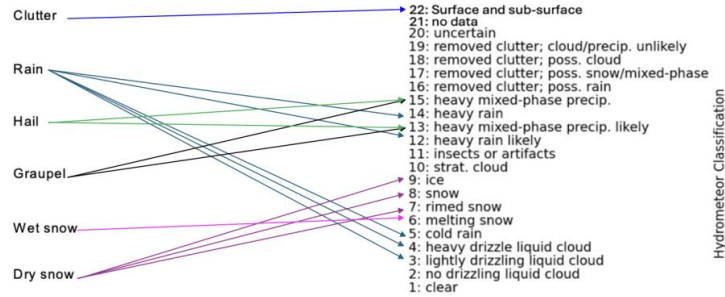 Clutter
Rain
Hail
Graupel
Wet snow
Dry snow
22: Surface and sub-surface
21: no data
20: uncertain
19: removed clutter; cloud/precip. unlikely
18: removed clutter; poss. cloud
17: removed clutter; poss. snow/mixed-phase
16: removed clutter; poss. rain
15: heavy mixed-phase precip.
14: heavy rain
13: heavy mixed-phase precip. likely
12: heavy rain likely
11: insects or artifacts
10: strat. cloud
9: ice
8: snow
7: rimed snow
6: melting snow
5: cold rain
4: heavy drizzle liquid cloud
3: lightly drizzling liquid cloud
2: no drizzling liquid cloud
1: clear
Hydrometeor Classification